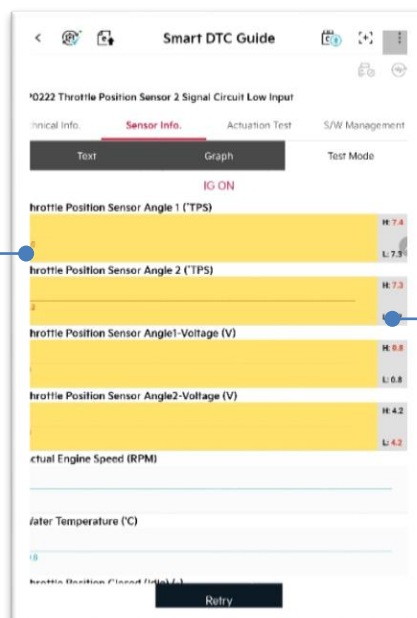 Smart DTC Guide
0222 Throttle Position Sensor 2 Signal Circuit Low Input
hnical Info. Sensor Info. Actuation Test S/W Management
Text Graph Test Mode
IG ON
hrottle Position Sensor Angle 1 (˚TPS)
H: 7.4
L: 7.3
hrottle Position Sensor Angle 2 (˚TPS)
H: 7.3
hrottle Position Sensor Angle1-Voltage (V)
H: 0.8
L: 0.8
hrottle Position Sensor Angle2-Voltage (V)
H: 4.2
L: 4.2
ctual Engine Speed (RPM)
Water Temperature (˚C)
Retry